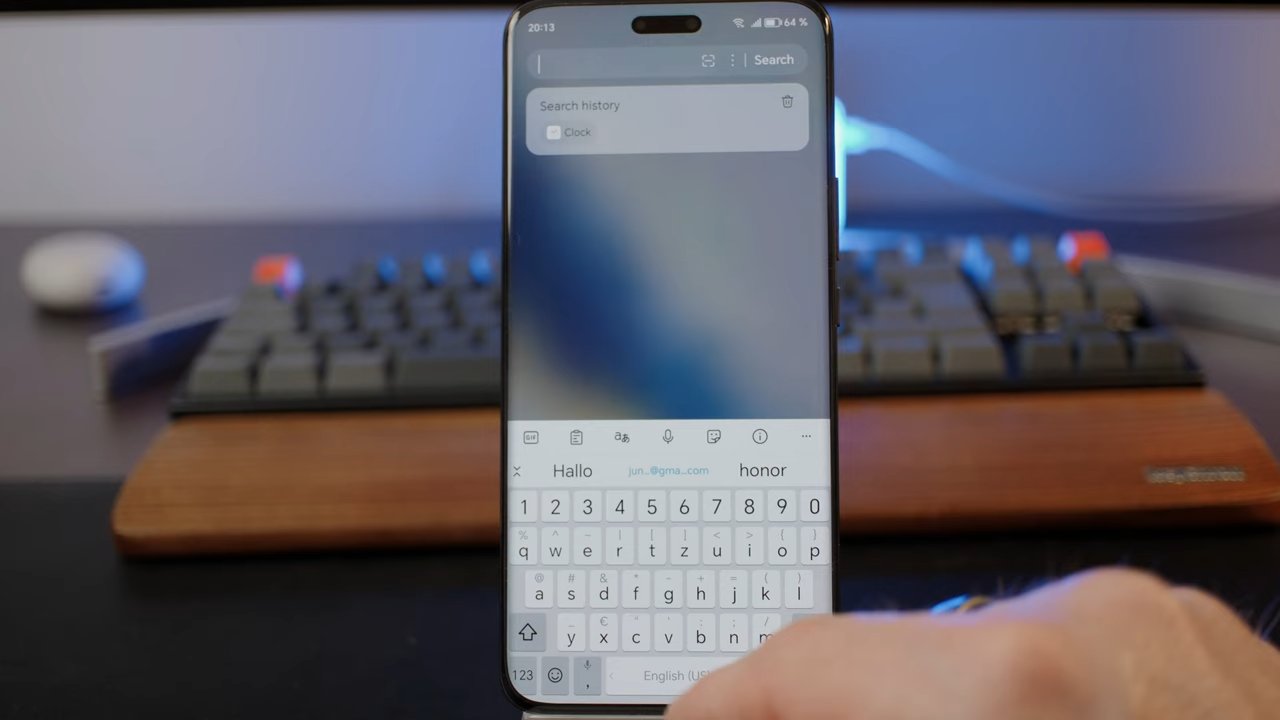 20:13 64 %
Search
Search history
Clock
GIF
Hallo jun...@gma...com honor
1 2 3 4 5 6 7 8 9 0
q w e r t z u i o p
a s d f g h j k l
y x c v b n m
123 , English (US)